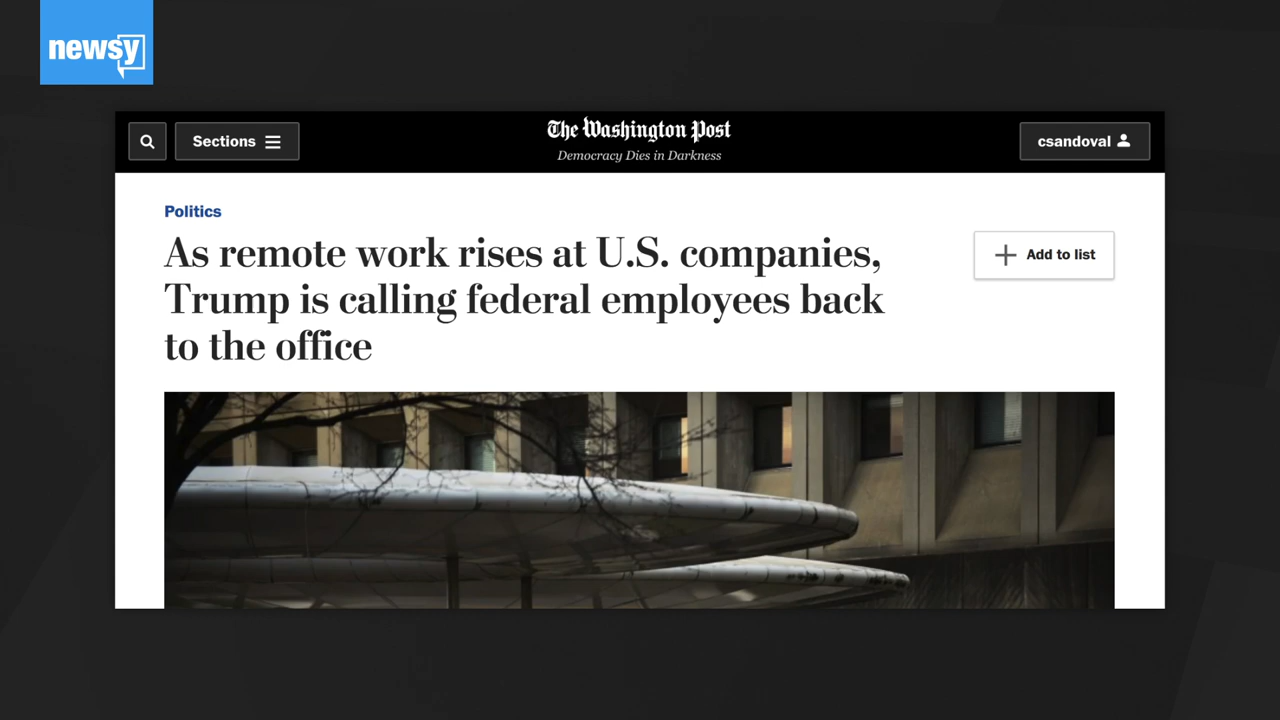 newsy
Sections
The Washington Post
Democracy Dies in Darkness
csandoval
Politics
As remote work rises at U.S. companies,
Trump is calling federal employees back
to the office
Add to list